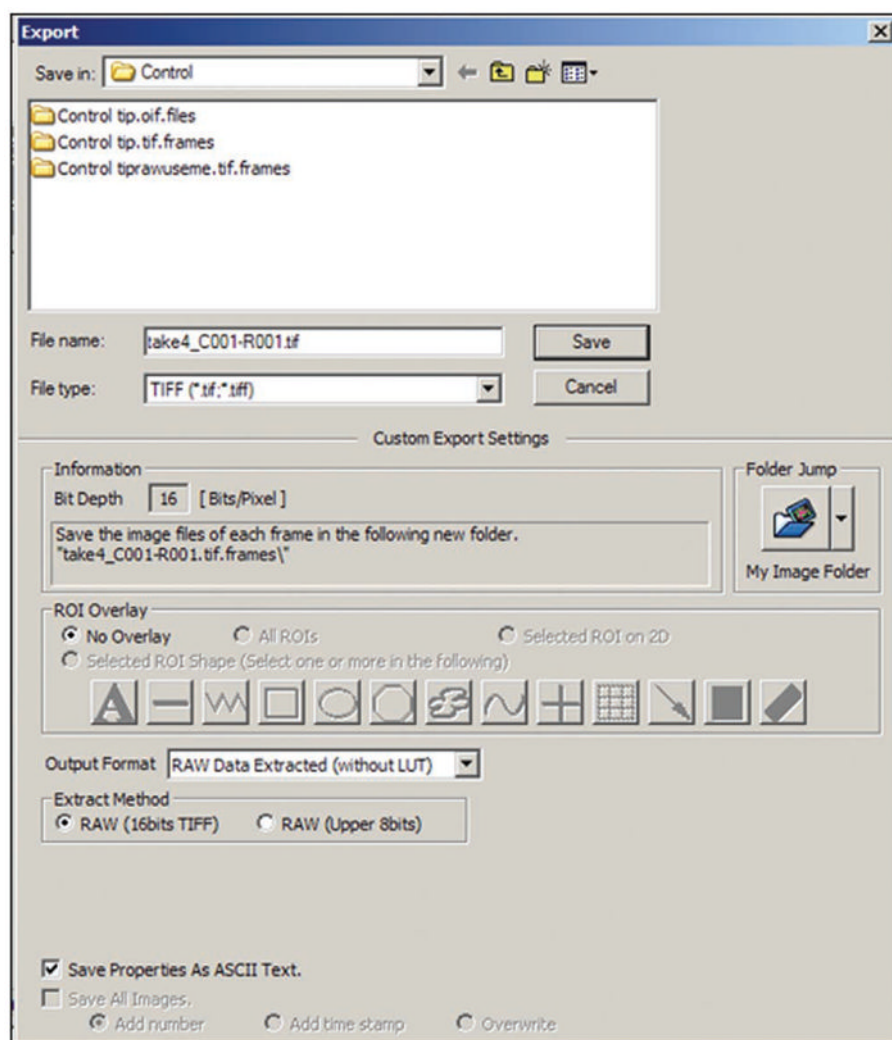 Export
Save in: Control
Control tip.oif.files
Control tip.tif.frames
Control tiprawuseme.tif.frames
File name: take4_C001-R001.tif Save
File type: TIFF (*.tif;*.tiff) Cancel
Custom Export Settings
Information
Folder Jump
Bit Depth 16 [ Bits/Pixel ]
Save the image files of each frame in the following new folder.
"take4_C001-R001.tif.frames\"
My Image Folder
ROI Overlay
No Overlay All ROIs Selected ROI on 2D
Selected ROI Shape (Select one or more in the following)
A
Output Format RAW Data Extracted (without LUT)
Extract Method
RAW (16bits TIFF) RAW (Upper 8bits)
Save Properties As ASCII Text.
Save All Images.
Add number Add time stamp Overwrite